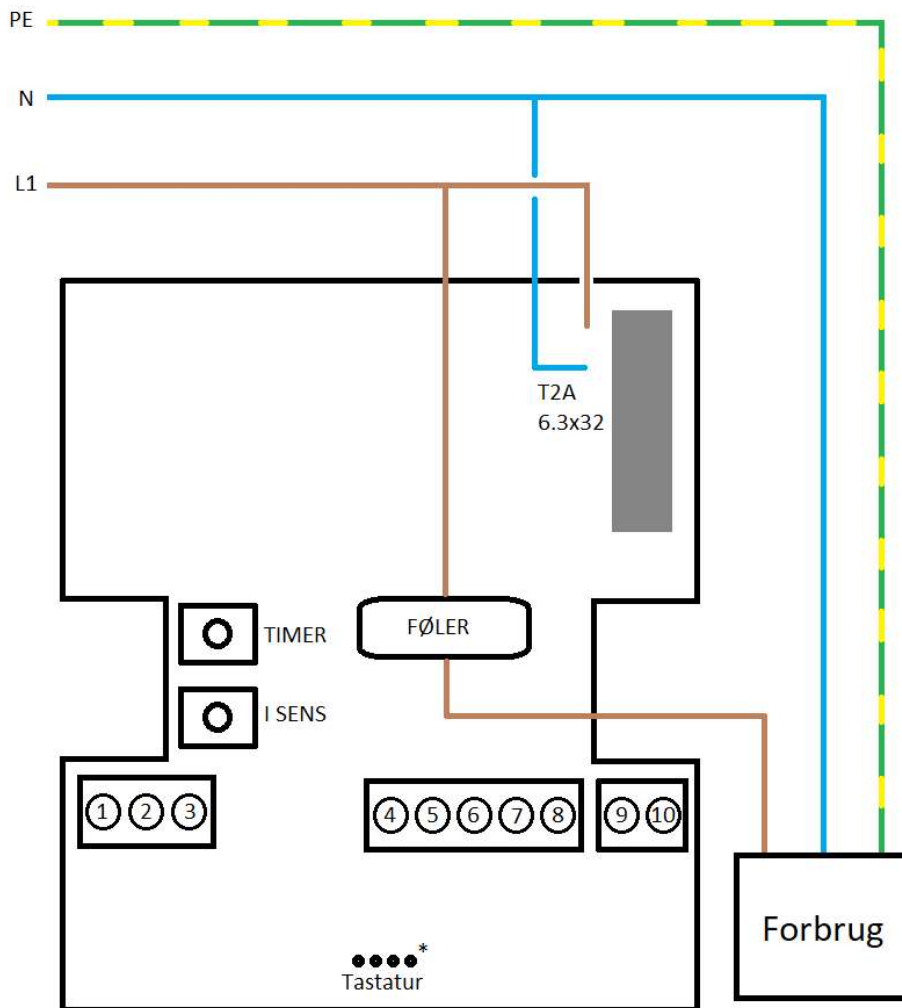 PE
N
L1
T2A
6.3x32
TIMER
FØLER
I SENS
1 2 3
4 5 6 7 8
9 10
Forbrug
*
Tastatur